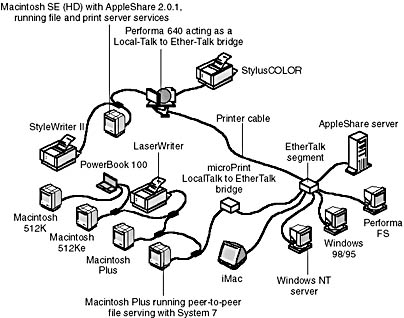 Macintosh SE (HD) with AppleShare 2.0.1,
running file and print server services
Performa 640 acting as a
Local-Talk to Ether-Talk bridge
StylusCOLOR
StyleWriter II
Printer cable
AppleShare server
EtherTalk
segment
LaserWriter
PowerBook 100
microPrint
LocalTalk to EtherTalk
bridge
Macintosh
512K
Macintosh
512Ke
Macintosh
Plus
iMac
Performa
FS
Windows
98/95
Windows NT
server
Macintosh Plus running peer-to-peer
file serving with System 7